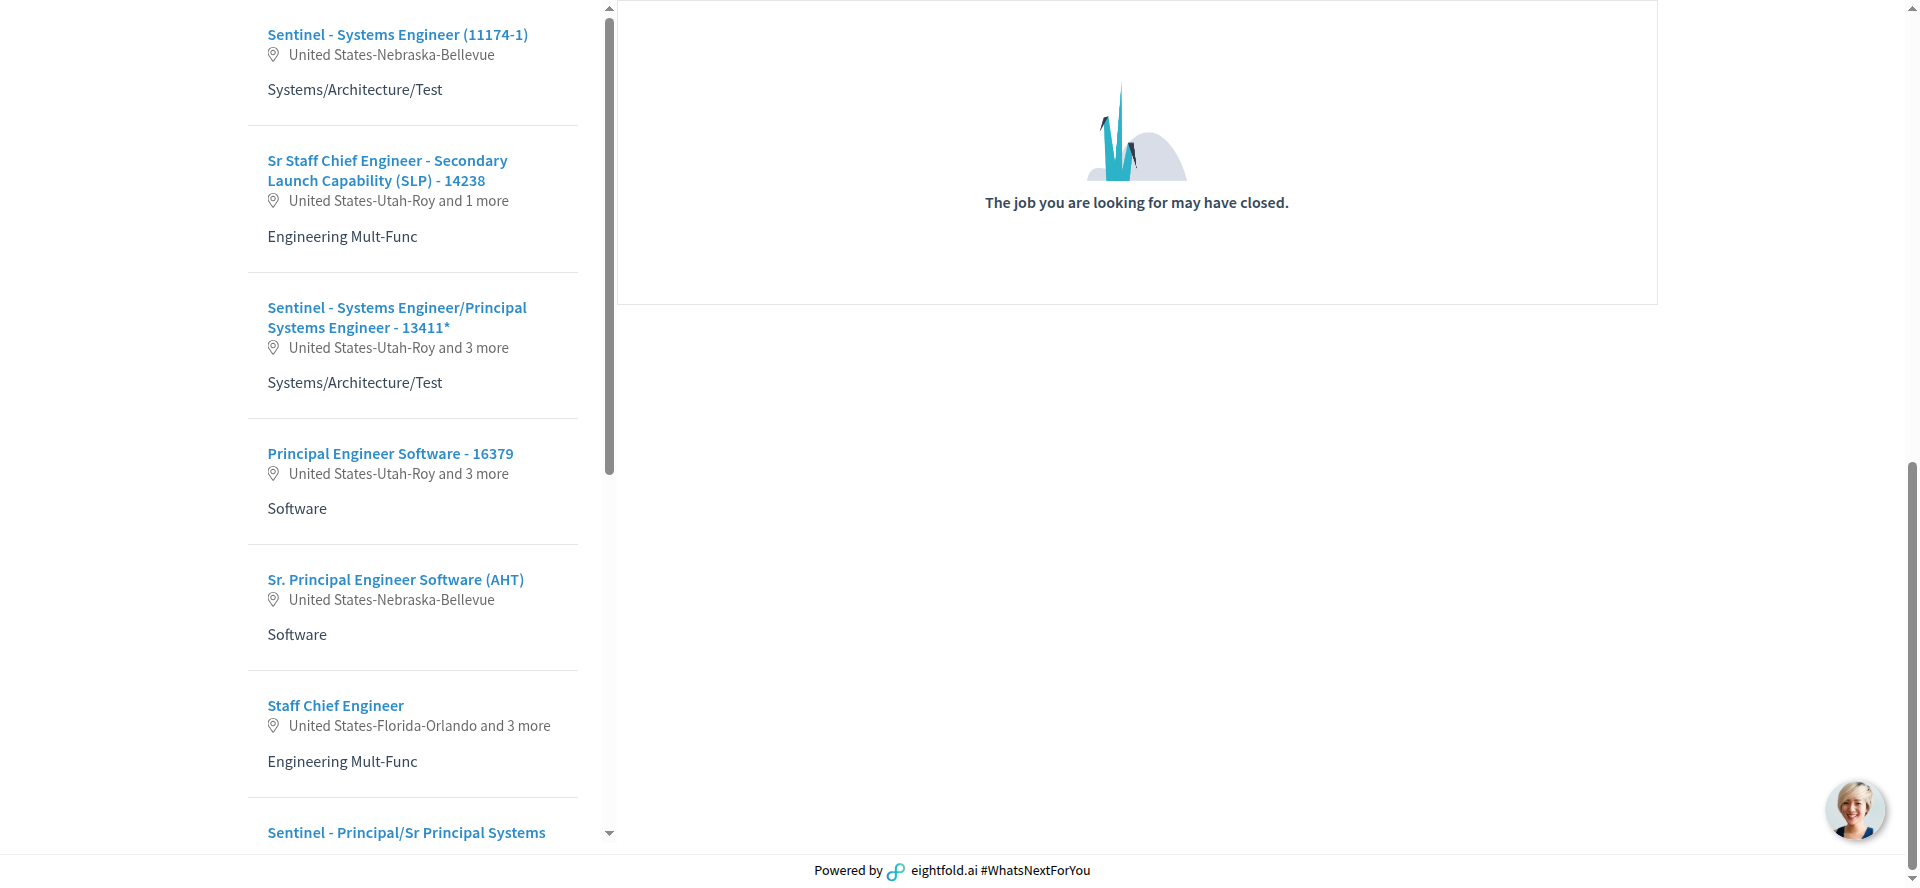 Sentinel - Systems Engineer (11174-1)
United States-Nebraska-Bellevue
Systems/Architecture/Test
Sr Staff Chief Engineer - Secondary
Launch Capability (SLP) - 14238
United States-Utah-Roy and 1 more
Engineering Mult-Func
Sentinel - Systems Engineer/Principal
Systems Engineer - 13411*
United States-Utah-Roy and 3 more
Systems/Architecture/Test
Principal Engineer Software - 16379
United States-Utah-Roy and 3 more
Software
Sr. Principal Engineer Software (AHT)
United States-Nebraska-Bellevue
Software
Staff Chief Engineer
United States-Florida-Orlando and 3 more
Engineering Mult-Func
Sentinel - Principal/Sr Principal Systems
The job you are looking for may have closed.
Powered by eightfold.ai #WhatsNextForYou